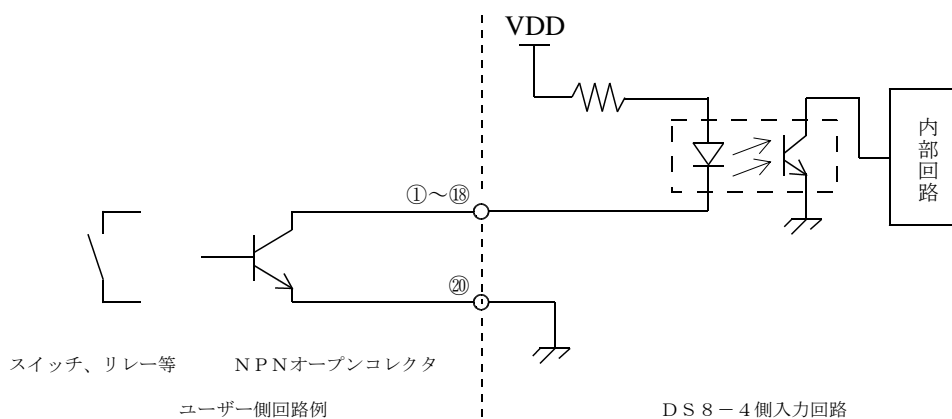 VDD
内部回路
①～⑱
⑳
スイッチ、リレー等　ＮＰＮオープンコレクタ
ユーザー側回路例　ＤＳ８－４側入力回路